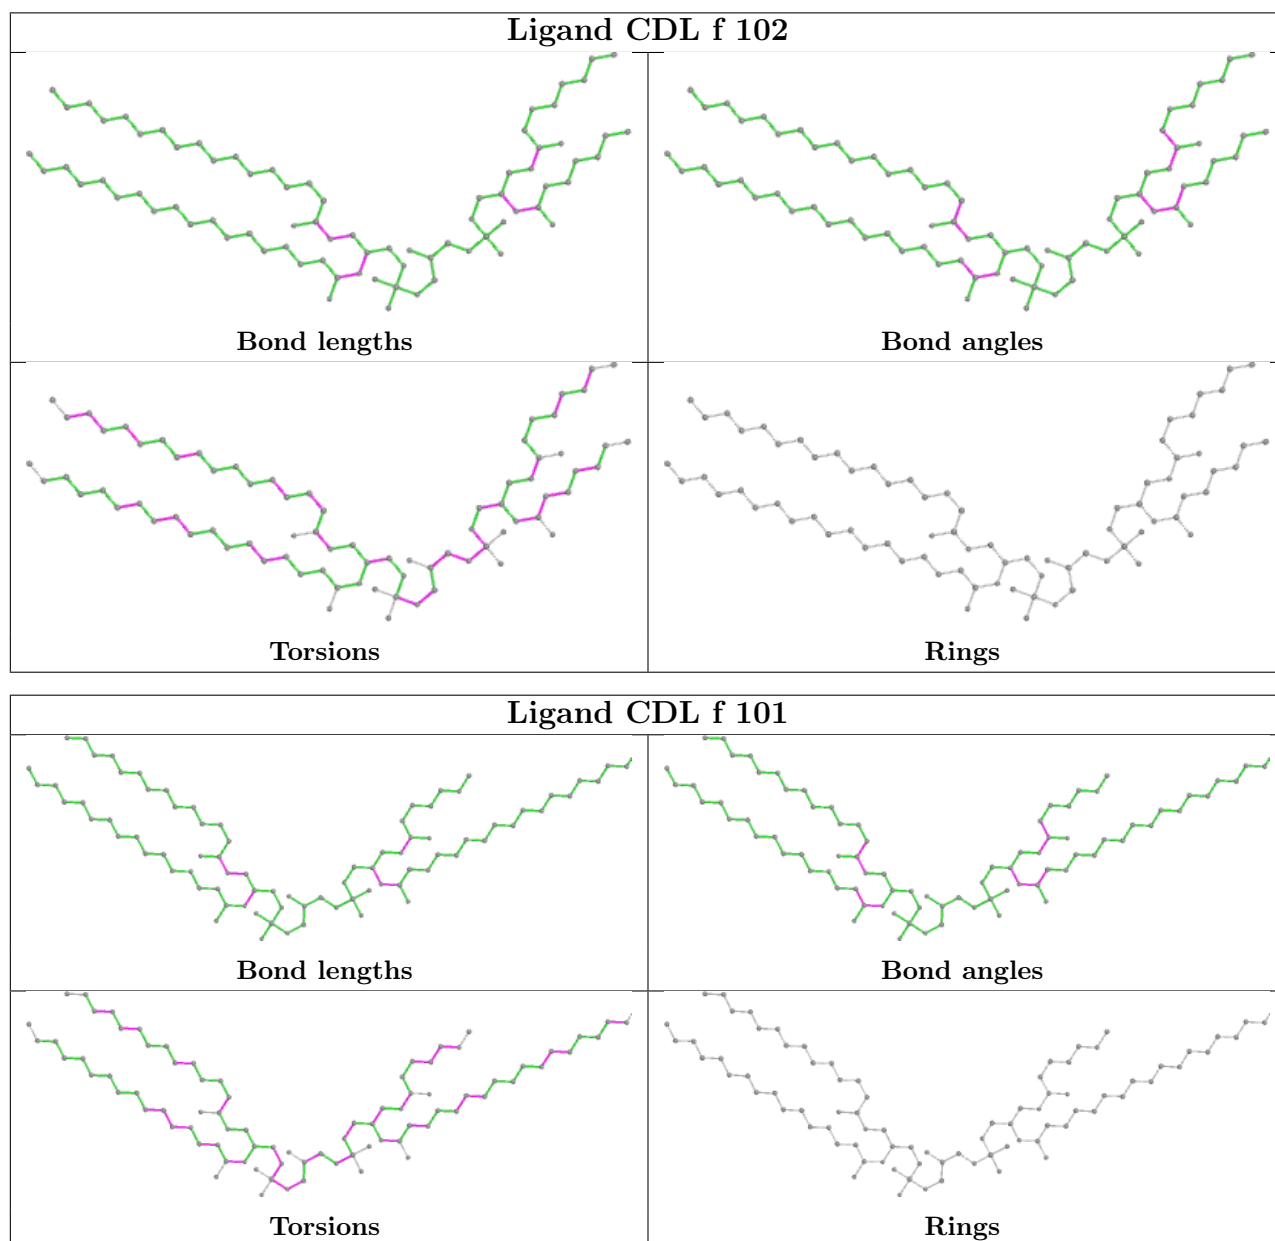 Ligand CDL f 102
Bond lengths
Bond angles
Torsions
Rings
Ligand CDL f 101
Bond lengths
Bond angles
Torsions
Rings